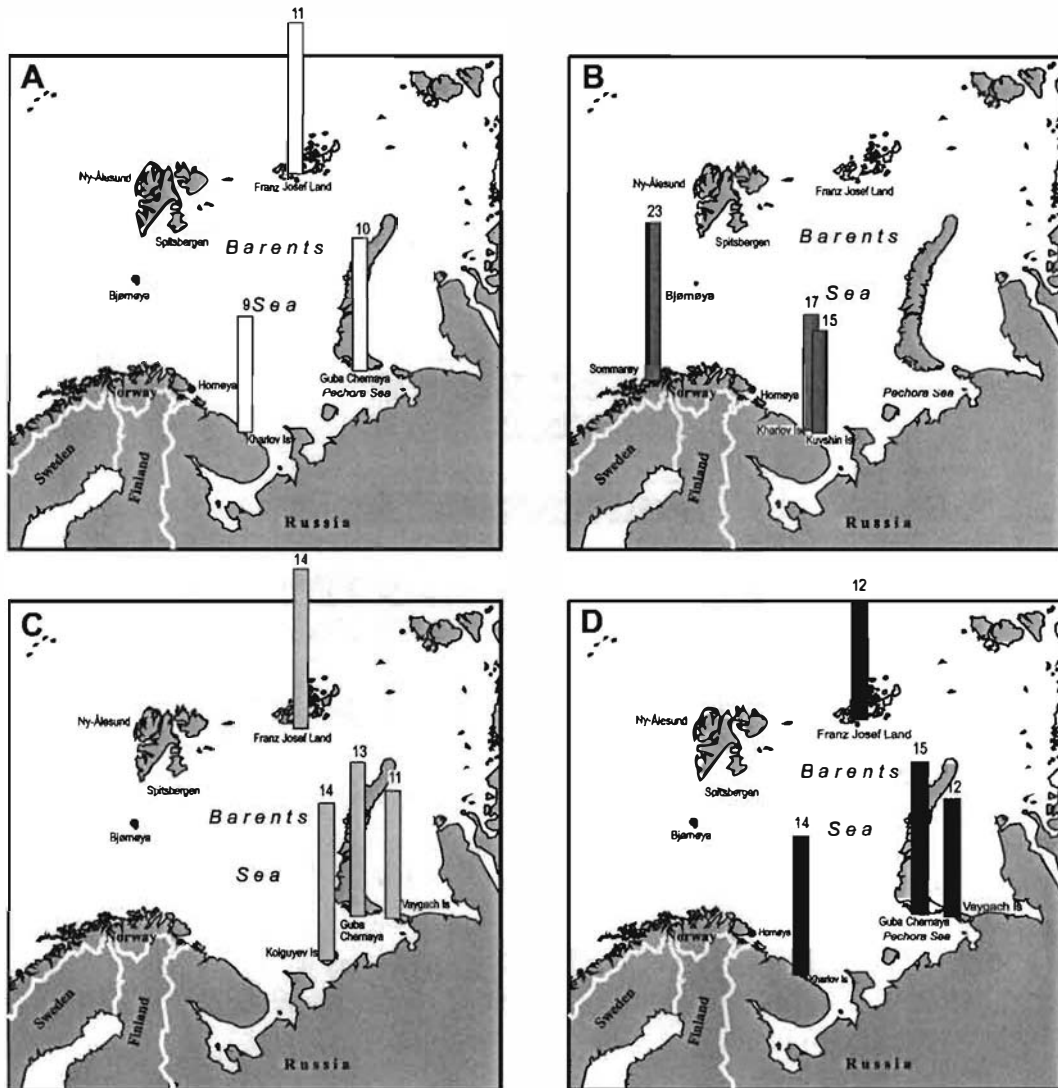 A
11
Ny-Ålesund
Franz Josef Land
Spitsbergen
Barents
10
Bjørnøya
9
Sea
Hornøya
Guba Chernaya
Pechora Sea
Norway
Kharlov Is
Sweden
Finland
Russia
B
Ny-Ålesund
Franz Josef Land
23
Spitsbergen
Barents
Bjørnøya
Sea
17
15
Sommarøy
Hornøya
Pechora Sea
Norway
Kharlov Is
Kuvshin Is
Sweden
Finland
Russia
C
14
Ny-Ålesund
Franz Josef Land
13
11
Spitsbergen
Barents
14
Bjørnøya
Sea
Vaygach Is
Guba
Chernaya
Norway
Kolguyev Is
Sweden
Finland
Russia
D
12
Ny-Ålesund
Franz Josef Land
15
Spitsbergen
Barents
12
Bjørnøya
14
Sea
Vaygach Is
Guba Chernaya
Hornøya
Pechora Sea
Norway
Kharlov Is
Sweden
Finland
Russia